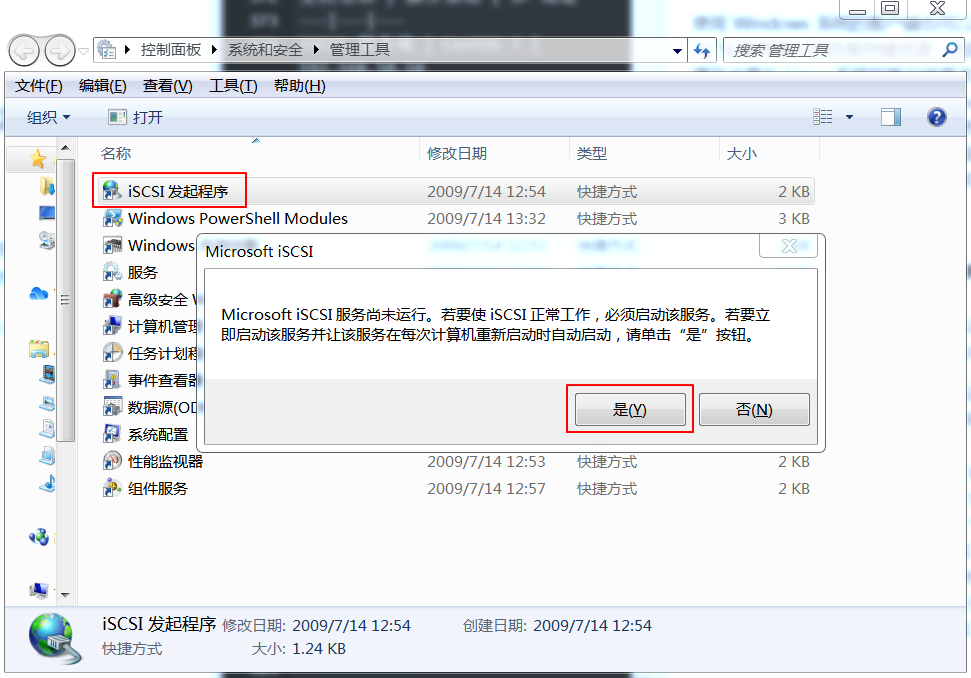 373
控制面板 系统和安全 管理工具
搜索 管理工具
文件(F) 编辑(E) 查看(V) 工具(T) 帮助(H)
组织 打开
名称 修改日期 类型 大小
iSCSI 发起程序 2009/7/14 12:54 快捷方式 2 KB
Windows PowerShell Modules 2009/7/14 13:32 快捷方式 3 KB
Windows
服务
高级安全
计算机管理
任务计划程
事件查看器
数据源(OD
系统配置
性能监视器 2009/7/14 12:53 快捷方式 2 KB
组件服务 2009/7/14 12:57 快捷方式 2 KB
Microsoft iSCSI
Microsoft iSCSI 服务尚未运行。若要使 iSCSI 正常工作，必须启动该服务。若要立
即启动该服务并让该服务在每次计算机重新启动时自动启动，请单击“是”按钮。
是(Y) 否(N)
iSCSI 发起程序 修改日期: 2009/7/14 12:54 创建日期: 2009/7/14 12:54
快捷方式 大小: 1.24 KB